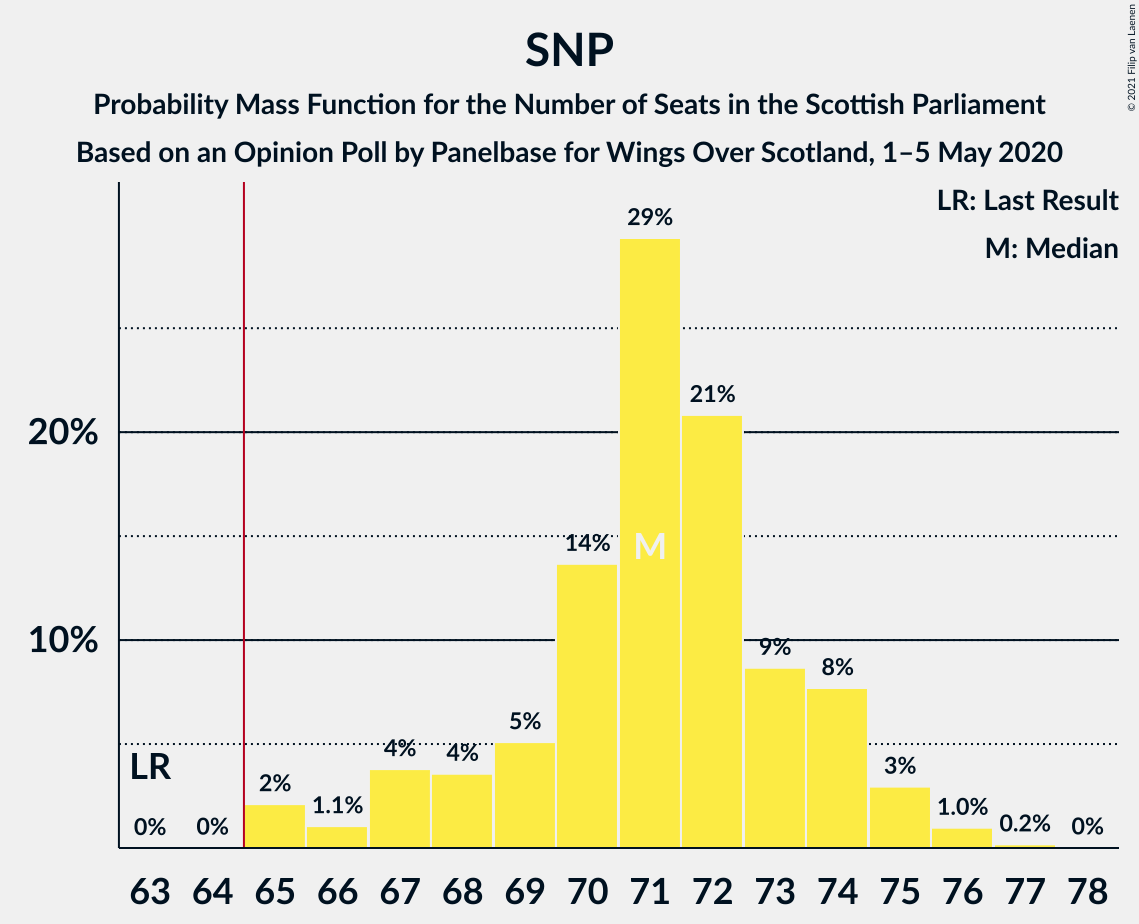 SNP
Probability Mass Function for the Number of Seats in the Scottish Parliament
Based on an Opinion Poll by Panelbase for Wings Over Scotland, 1–5 May 2020
© 2021 Filip van Laenen
LR: Last Result
M: Median
29%
21%
20%
14%
M
10%
9%
8%
5%
4%
4%
LR
3%
2%
1.1%
1.0%
0%
0%
0.2%
0%
63 64 65 66 67 68 69 70 71 72 73 74 75 76 77 78